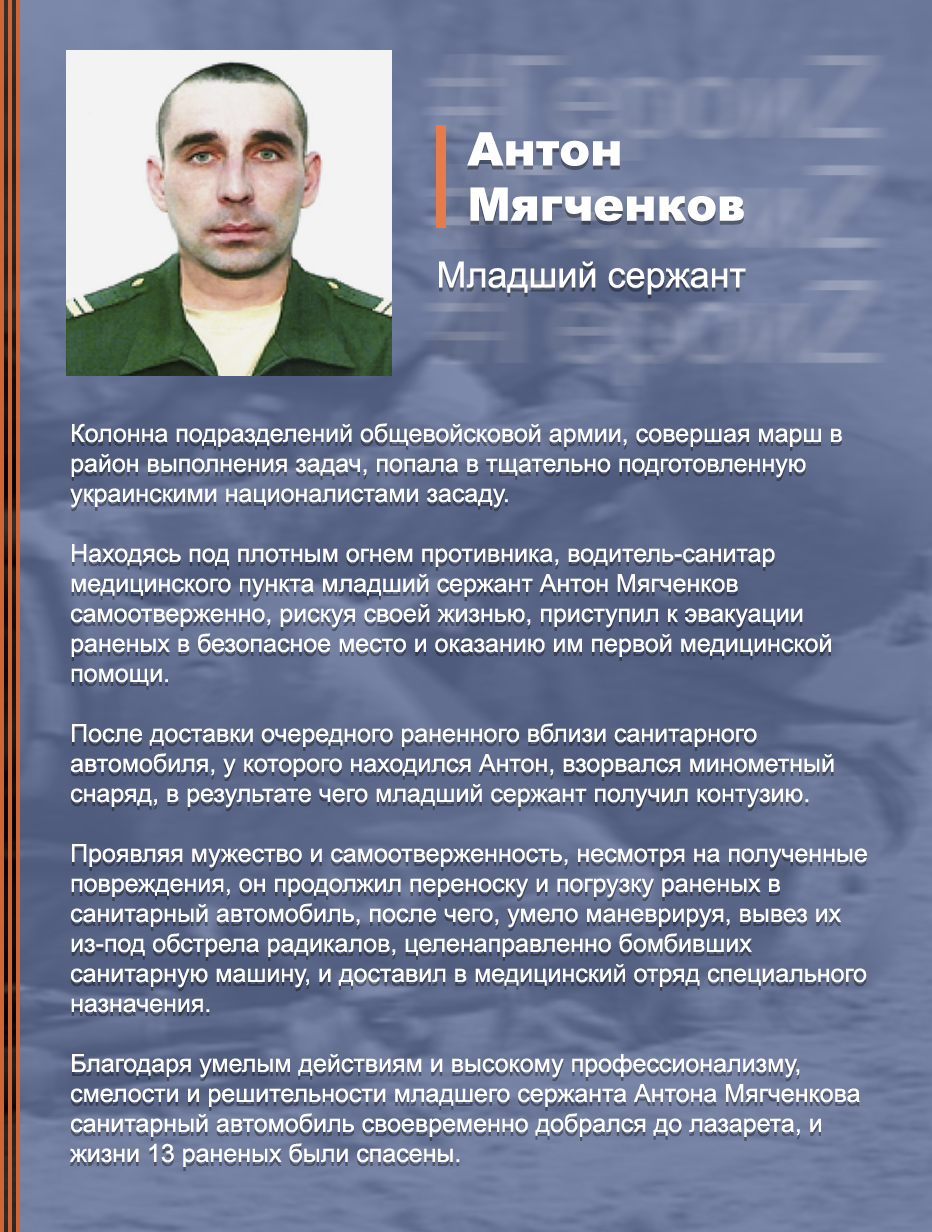 #ГероиZ
Антон
#ГероиZ
Мягченков
Младший сержант
#ГероиZ
Колонна подразделений общевойсковой армии, совершая марш в
район выполнения задач, попала в тщательно подготовленную
украинскими националистами засаду.
Находясь под плотным огнем противника, водитель-санитар
медицинского пункта младший сержант Антон Мягченков
самоотверженно, рискуя своей жизнью, приступил к эвакуации
раненых в безопасное место и оказанию им первой медицинской
помощи.
После доставки очередного раненного вблизи санитарного
автомобиля, у которого находился Антон, взорвался минометный
снаряд, в результате чего младший сержант получил контузию.
Проявляя мужество и самоотверженность, несмотря на полученные
повреждения, он продолжил переноску и погрузку раненых в
санитарный автомобиль, после чего, умело маневрируя, вывез их
из-под обстрела радикалов, целенаправленно бомбивших
санитарную машину, и доставил в медицинский отряд специального
назначения.
Благодаря умелым действиям и высокому профессионализму,
смелости и решительности младшего сержанта Антона Мягченкова
санитарный автомобиль своевременно добрался до лазарета, и
жизни 13 раненых были спасены.